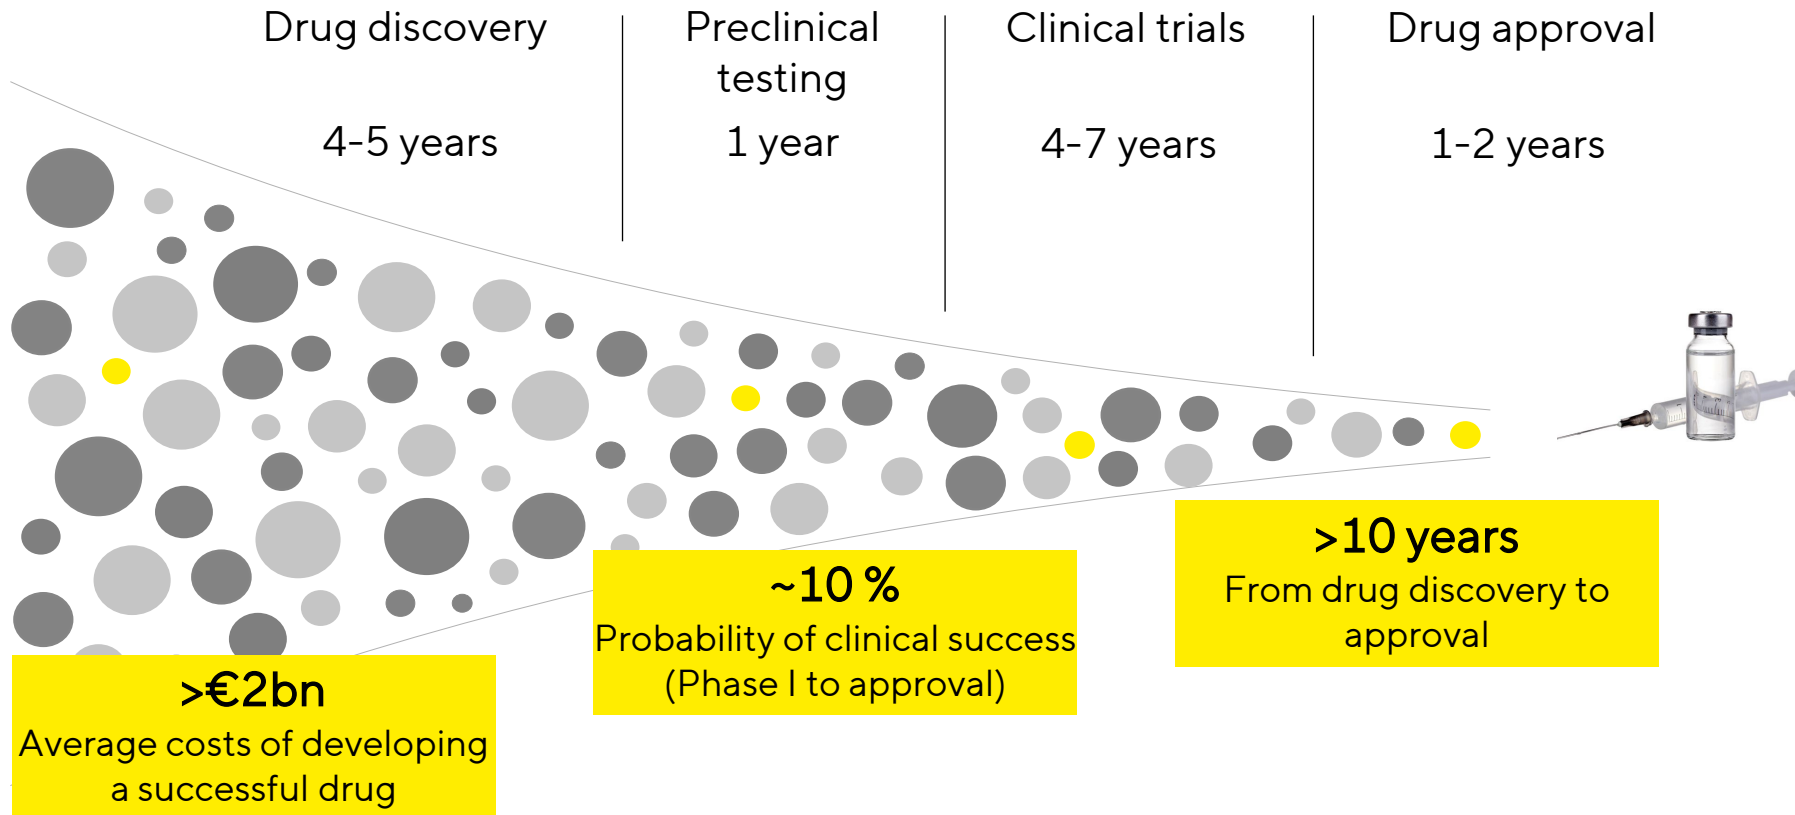 Drug discovery
4-5 years
Preclinical
testing
1 year
Clinical trials
4-7 years
Drug approval
1-2 years
>€2bn
Average costs of developing
a successful drug
~10 %
Probability of clinical success
(Phase I to approval)
>10 years
From drug discovery to
approval